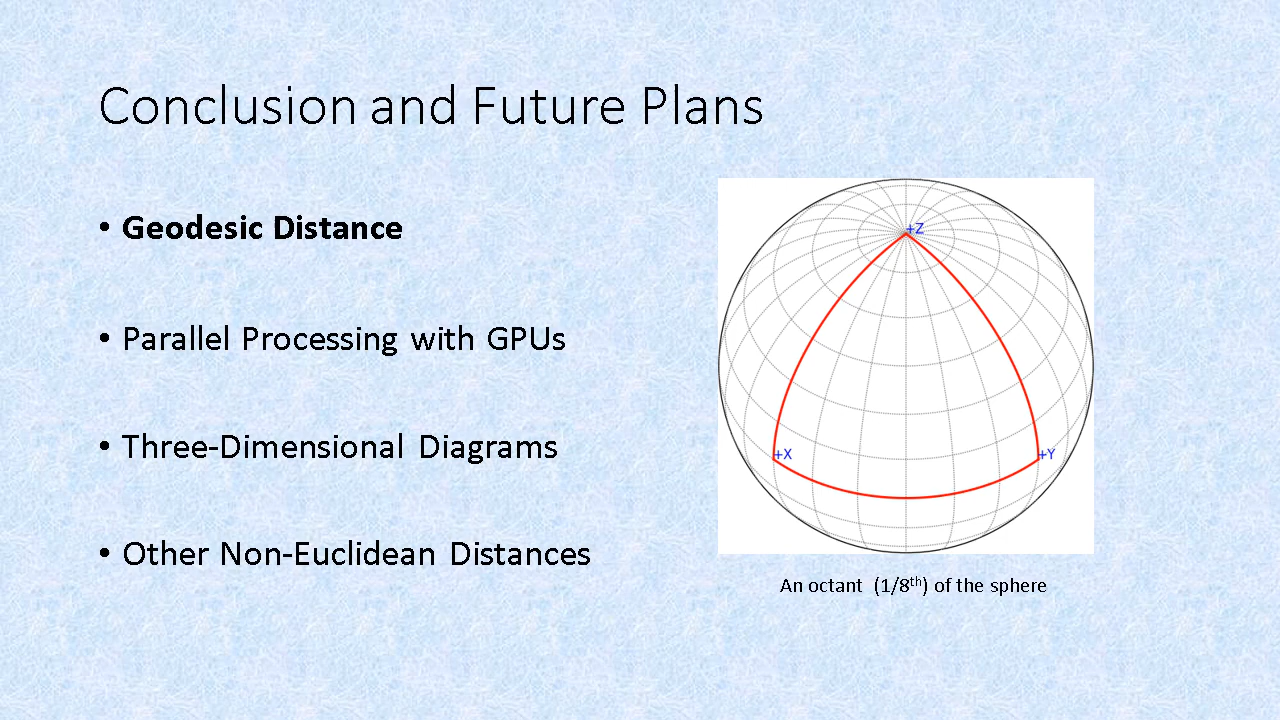 Conclusion and Future Plans
• Geodesic Distance
• Parallel Processing with GPUs
• Three-Dimensional Diagrams
• Other Non-Euclidean Distances
+Z
+X
+Y
An octant (1/8th) of the sphere